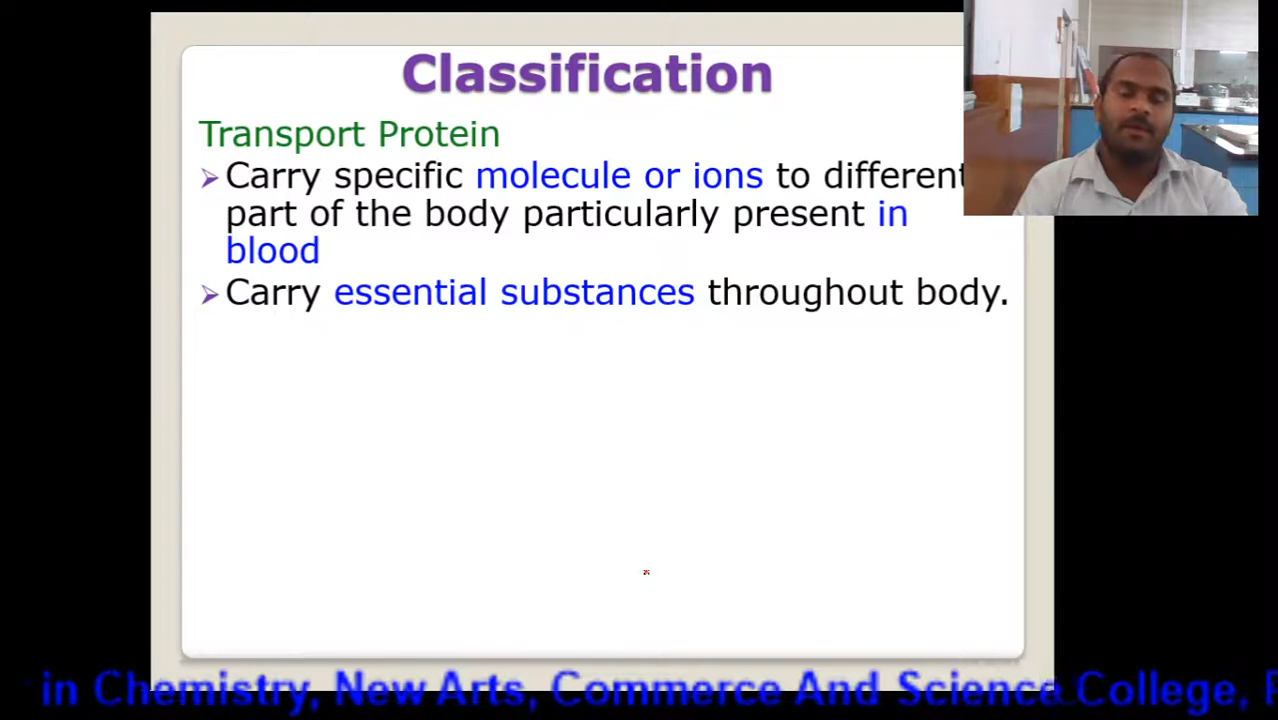 Classification
Transport Protein
Carry specific molecule or ions to different
part of the body particularly present in
blood
Carry essential substances throughout body.
in Chemistry, New Arts, Commerce And Science College,